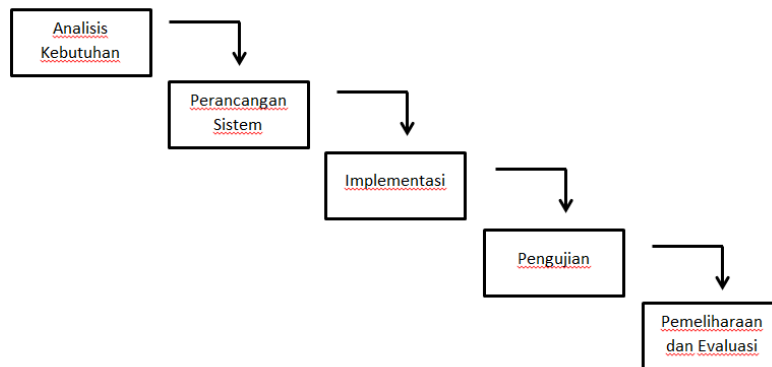 Analisis
Kebutuhan
Perancangan
Sistem
Implementasi
Pengujian
Pemeliharaan
dan Evaluasi